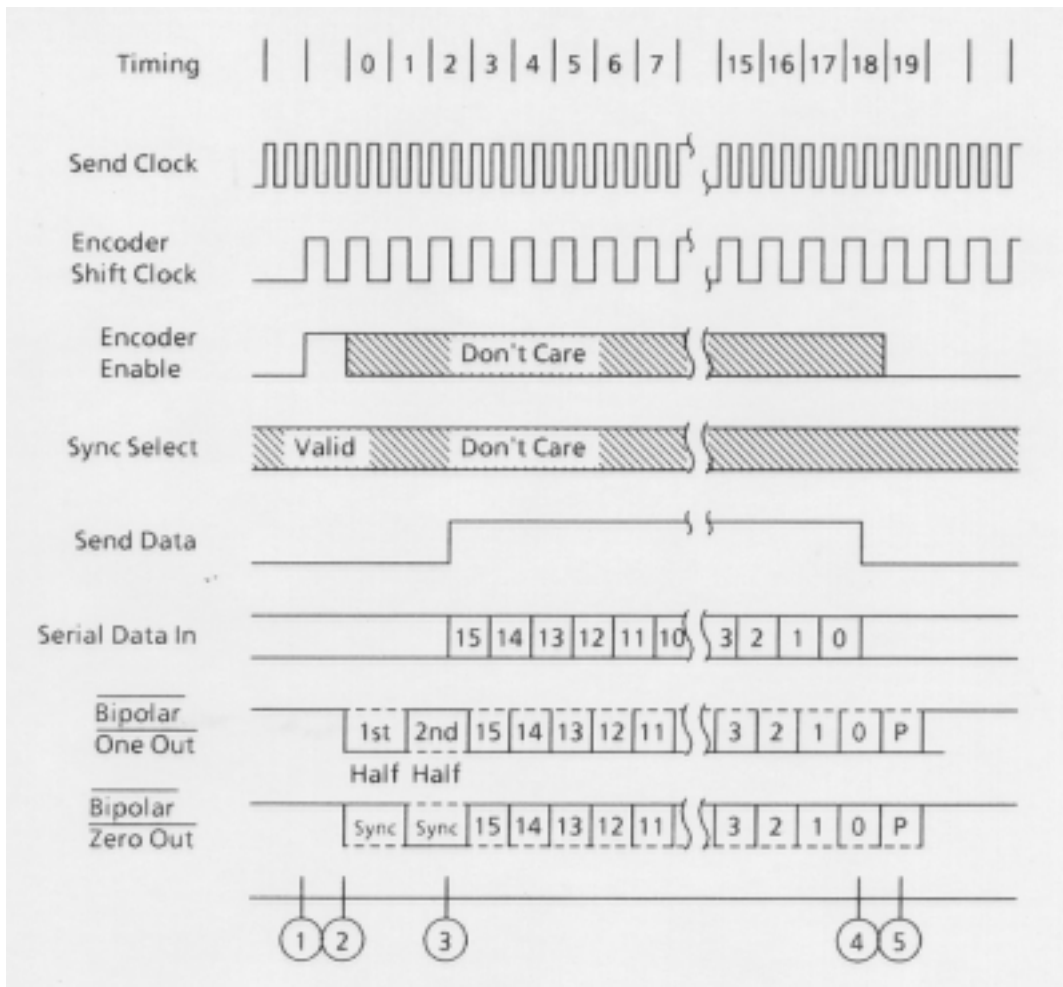 Timing 0 1 2 3 4 5 6 7 15 16 17 18 19
Send Clock
Encoder
Shift Clock
Encoder
Enable
Don't Care
Sync Select Valid Don't Care
Send Data
Serial Data In 15 14 13 12 11 10 3 2 1 0
Bipolar
One Out
1st 2nd 15 14 13 12 11 3 2 1 0 P
Half Half
Bipolar
Zero Out
Sync Sync 15 14 13 12 11 3 2 1 0 P
1 2 3 4 5